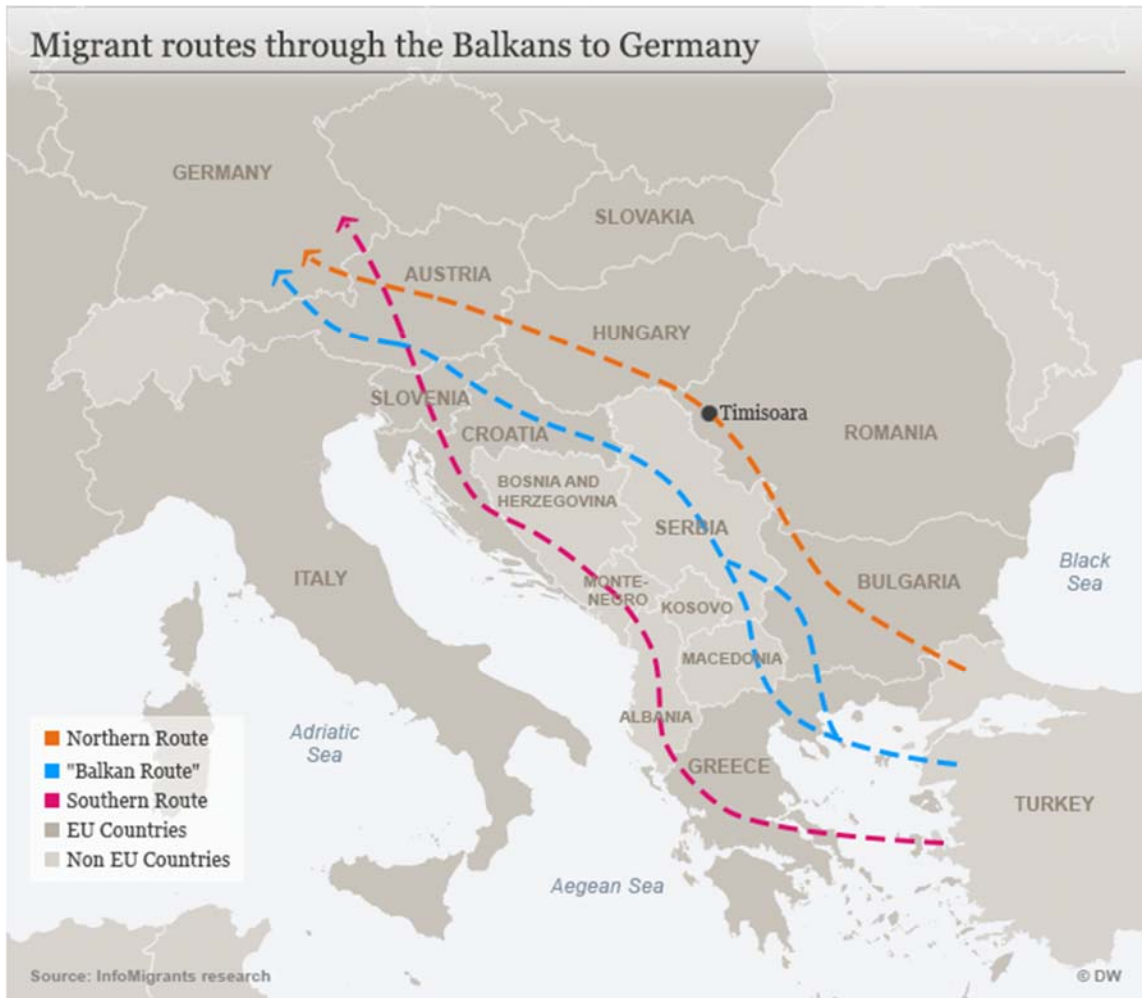 Migrant routes through the Balkans to Germany
GERMANY
SLOVAKIA
AUSTRIA
HUNGARY
SLOVENIA
Timisoara
CROATIA
ROMANIA
BOSNIA AND
HERZEGOVINA
SERBIA
Black
Sea
ITALY
MONTE-
NEGRO
KOSOVO
BULGARIA
MACEDONIA
ALBANIA
Adriatic
Sea
GREECE
TURKEY
Northern Route
"Balkan Route"
Southern Route
EU Countries
Non EU Countries
Aegean Sea
Source: InfoMigrants research
© DW